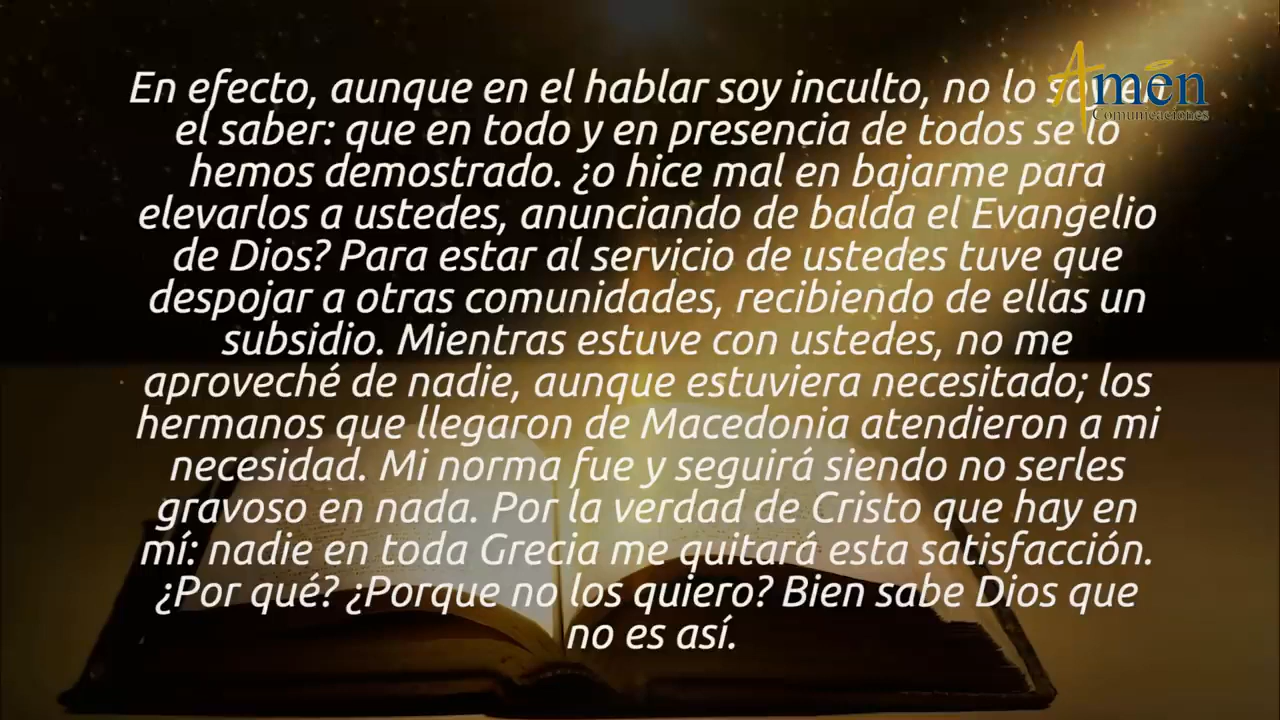 Amén
Comunicaciones
En efecto, aunque en el hablar soy inculto, no lo soy en
el saber: que en todo y en presencia de todos se lo
hemos demostrado. ¿o hice mal en bajarme para
elevarlos a ustedes, anunciando de balda el Evangelio
de Dios? Para estar al servicio de ustedes tuve que
despojar a otras comunidades, recibiendo de ellas un
subsidio. Mientras estuve con ustedes, no me
aproveché de nadie, aunque estuviera necesitado; los
hermanos que llegaron de Macedonia atendieron a mi
necesidad. Mi norma fue y seguirá siendo no serles
gravoso en nada. Por la verdad de Cristo que hay en
mí: nadie en toda Grecia me quitará esta satisfacción.
¿Por qué? ¿Porque no los quiero? Bien sabe Dios que
no es así.